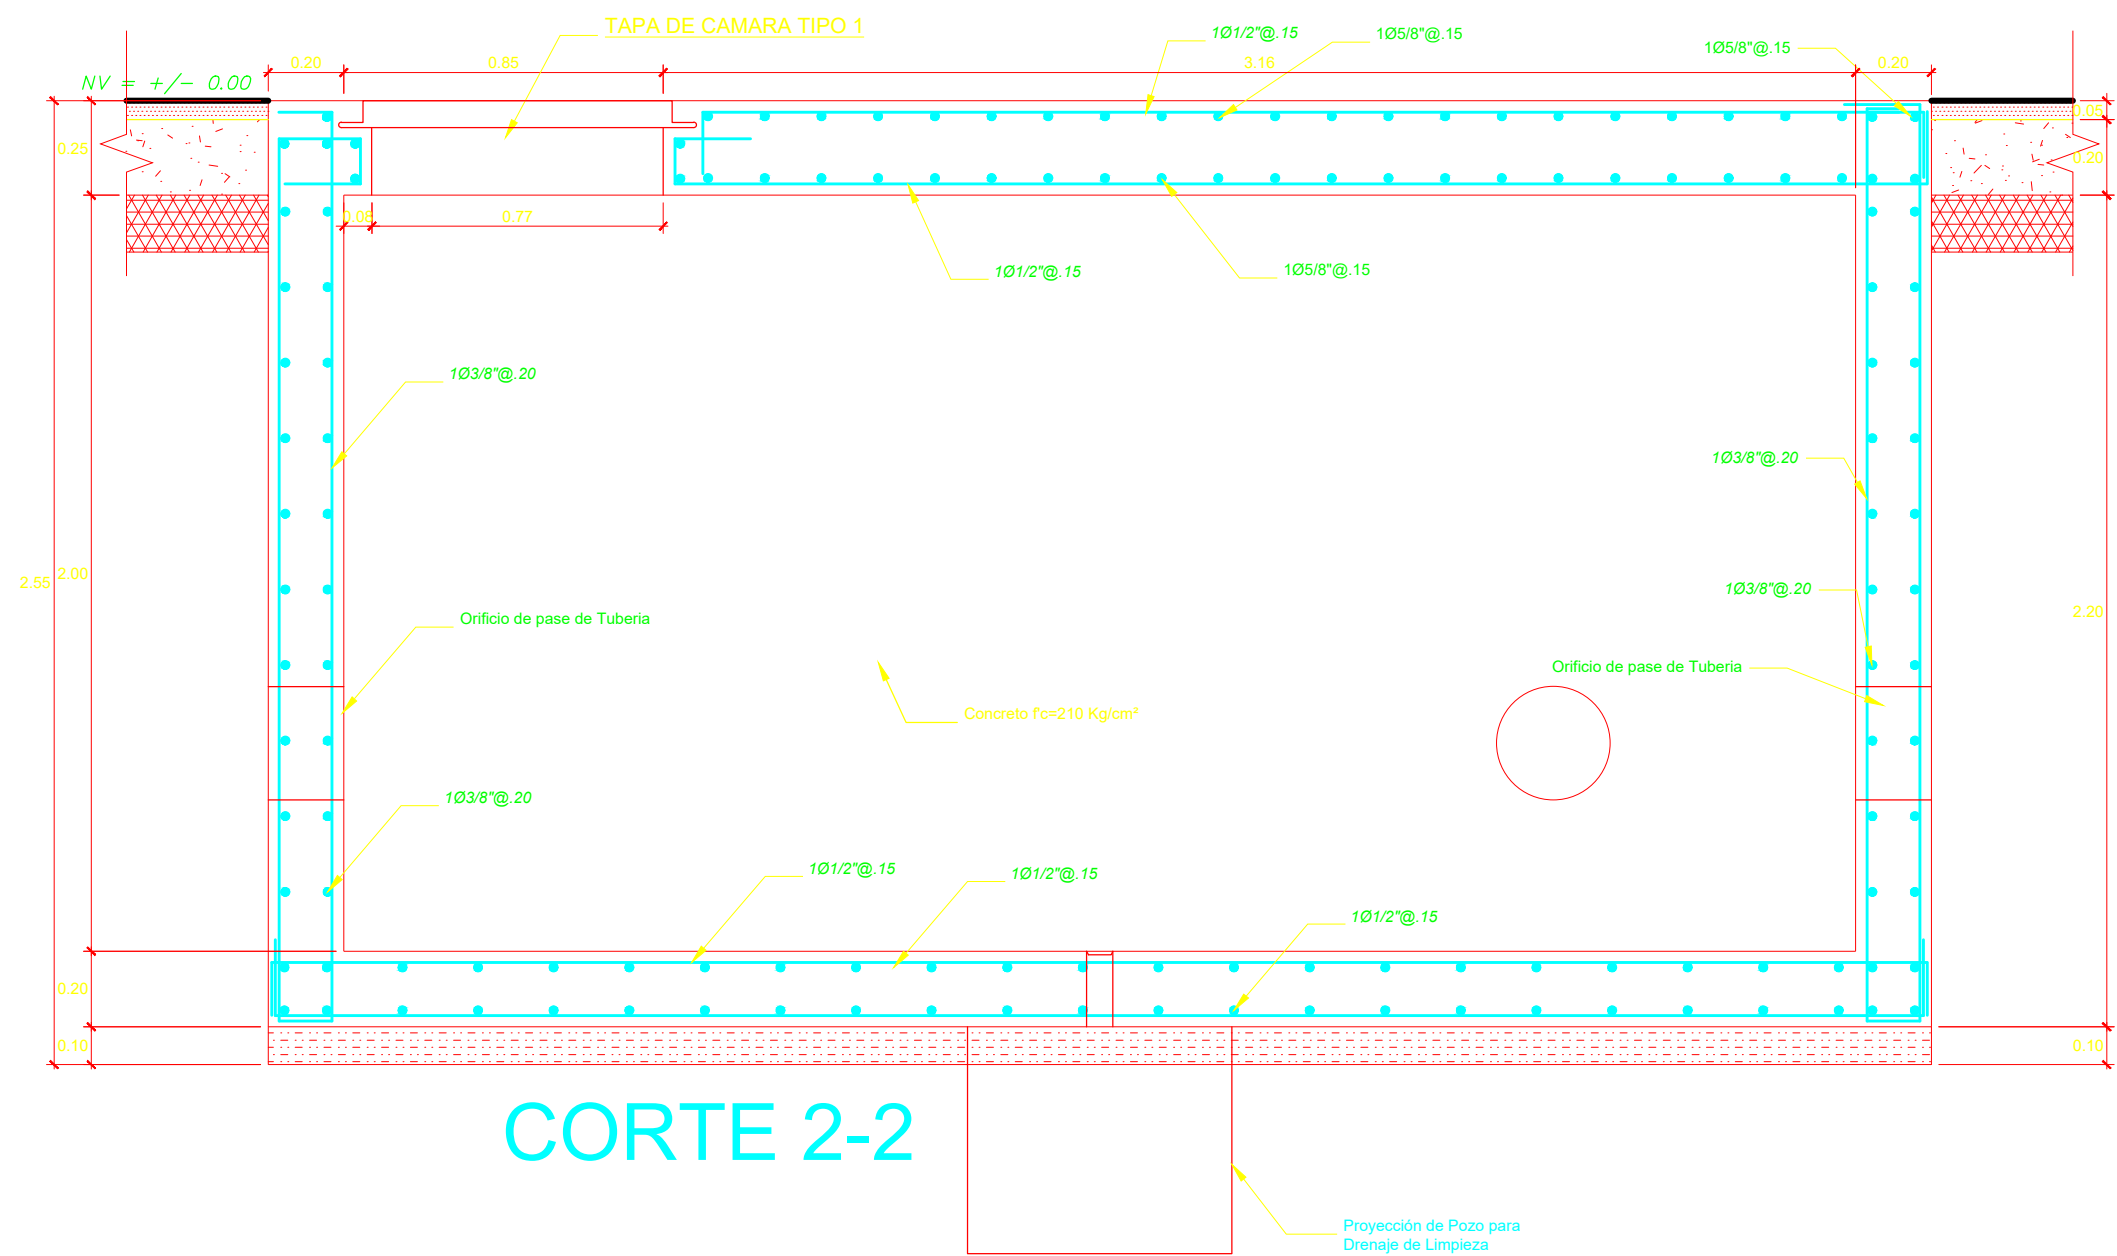 TAPA DE CAMARA TIPO 1
1Ø1/2"@.15
1Ø5/8"@.15
1Ø5/8"@.15
NV = +/- 0.00
0.20
0.85
3.16
0.20
0.25
0.05
0.20
0.08
0.77
1Ø1/2"@.15
1Ø5/8"@.15
1Ø3/8"@.20
1Ø3/8"@.20
2.55
2.00
1Ø3/8"@.20
2.20
Orificio de pase de Tuberia
Orificio de pase de Tuberia
Concreto f'c=210 Kg/cm²
1Ø3/8"@.20
1Ø1/2"@.15
1Ø1/2"@.15
1Ø1/2"@.15
0.20
0.10
0.10
CORTE 2-2
Proyección de Pozo para
Drenaje de Limpieza